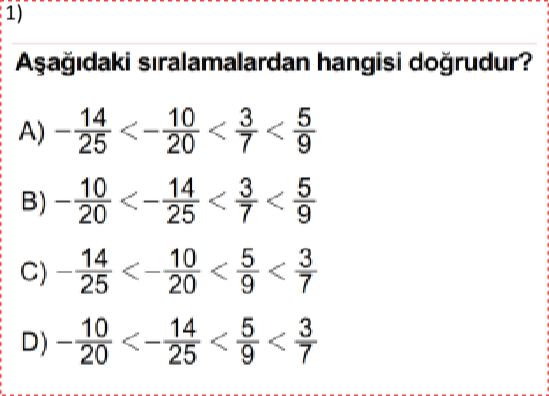 1)
Aşağıdaki sıralamalardan hangisi doğrudur?
A) -14/25 < -10/20 < 3/7 < 5/9
B) -10/20 < -14/25 < 3/7 < 5/9
C) -14/25 < -10/20 < 5/9 < 3/7
D) -10/20 < -14/25 < 5/9 < 3/7